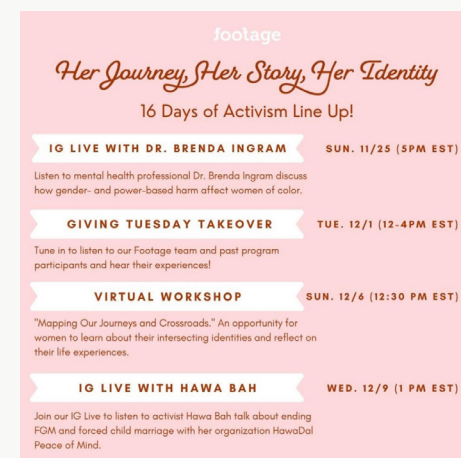 footage
Her Journey, Her Story, Her Identity
16 Days of Activism Line Up!
IG LIVE WITH DR. BRENDA INGRAM SUN. 11/25 (5PM EST)
Listen to mental health professional Dr. Brenda Ingram discuss
how gender- and power-based harm affect women of color.
GIVING TUESDAY TAKEOVER TUE. 12/1 (12-4PM EST)
Tune in to listen to our Footage team and past program
participants and hear their experiences!
VIRTUAL WORKSHOP SUN. 12/6 (12:30 PM EST)
"Mapping Our Journeys and Crossroads." An opportunity for
women to learn about their intersecting identities and reflect on
their life experiences.
IG LIVE WITH HAWA BAH WED. 12/9 (1 PM EST)
Join our IG Live to listen to activist Hawa Bah talk about ending
FGM and forced child marriage with her organization HawaDal
Peace of Mind.